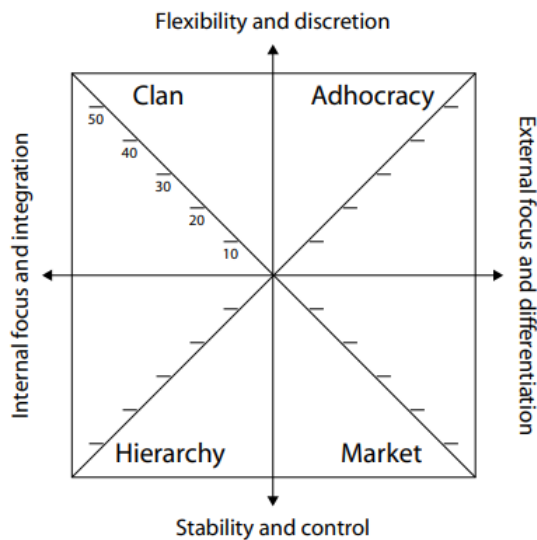 Flexibility and discretion
Clan
Adhocracy
50
40
30
20
10
Internal focus and integration
External focus and differentiation
Hierarchy
Market
Stability and control